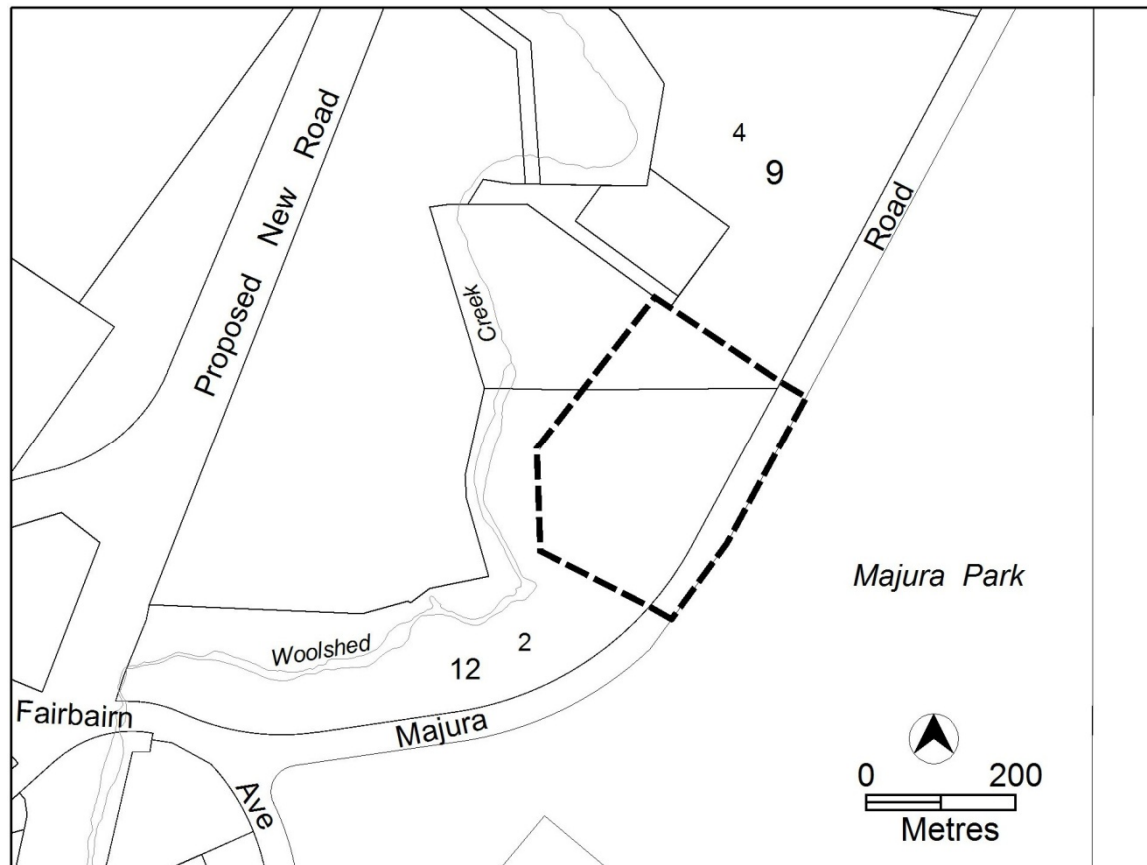 4
9
Road
Proposed New Road
Creek
Majura Park
2
Woolshed
12
Fairbairn
Majura
Ave
0 200
Metres